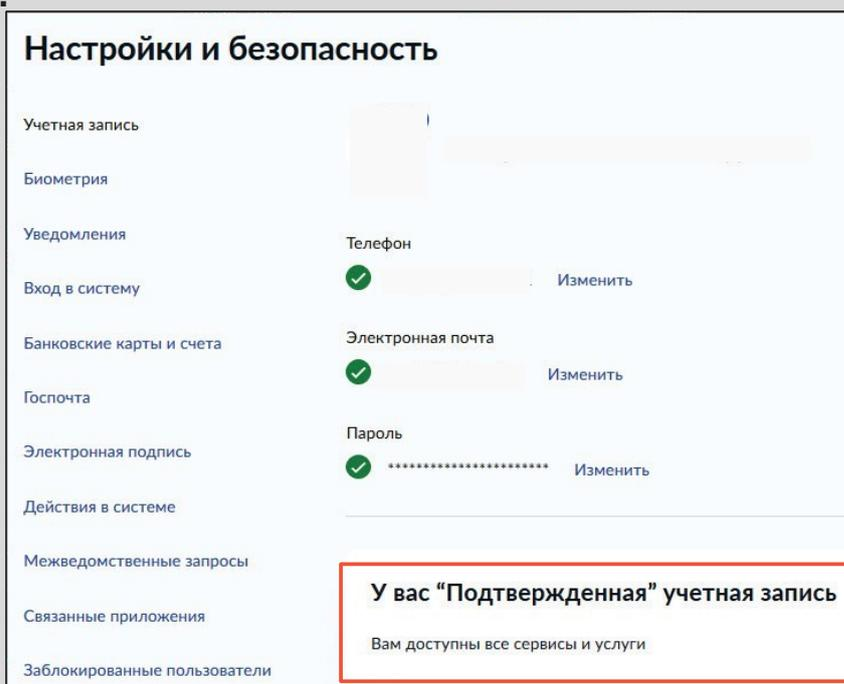 Настройки и безопасность
Учетная запись
Биометрия
Уведомления
Вход в систему
Банковские карты и счета
Госпочта
Электронная подпись
Действия в системе
Межведомственные запросы
Связанные приложения
Заблокированные пользователи
Телефон
Изменить
Электронная почта
Изменить
Пароль
*********************** Изменить
У вас “Подтвержденная” учетная запись
Вам доступны все сервисы и услуги